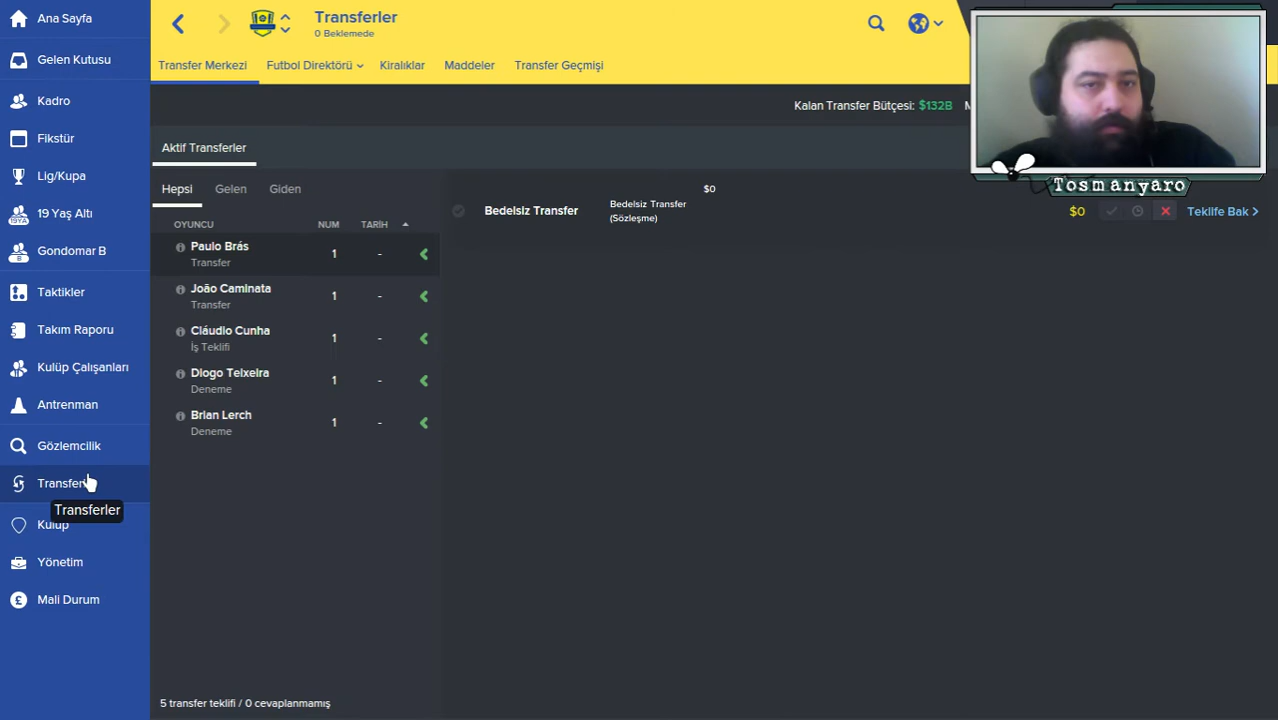 Ana Sayfa
Gelen Kutusu
Kadro
Fikstür
Lig/Kupa
19 Yaş Altı
Gondomar B
Taktikler
Takım Raporu
Kulüp Çalışanları
Antrenman
Gözlemcilik
Transfer
Transferler
Kulüp
Yönetim
Mali Durum
Transferler
0 Beklemede
Transfer Merkezi
Futbol Direktörü
Kiralıklar
Maddeler
Transfer Geçmişi
Kalan Transfer Bütçesi: $132B
Aktif Transferler
Hepsi
Gelen
Giden
OYUNCU NUM TARİH
Paulo Brás 1 -
Transfer
João Caminata 1 -
Transfer
Cláudio Cunha 1 -
İş Teklifi
Diogo Teixeira 1 -
Deneme
Brian Lerch 1 -
Deneme
5 transfer teklifi / 0 cevaplanmamış
$0
Bedelsiz Transfer
Bedelsiz Transfer
(Sözleşme)
$0
Teklife Bak
Tosmanyaro